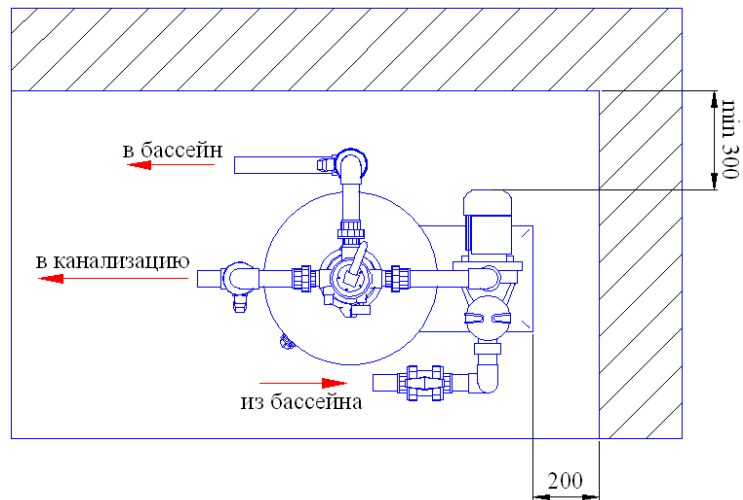 в бассейн
min 300
в канализацию
из бассейна
200